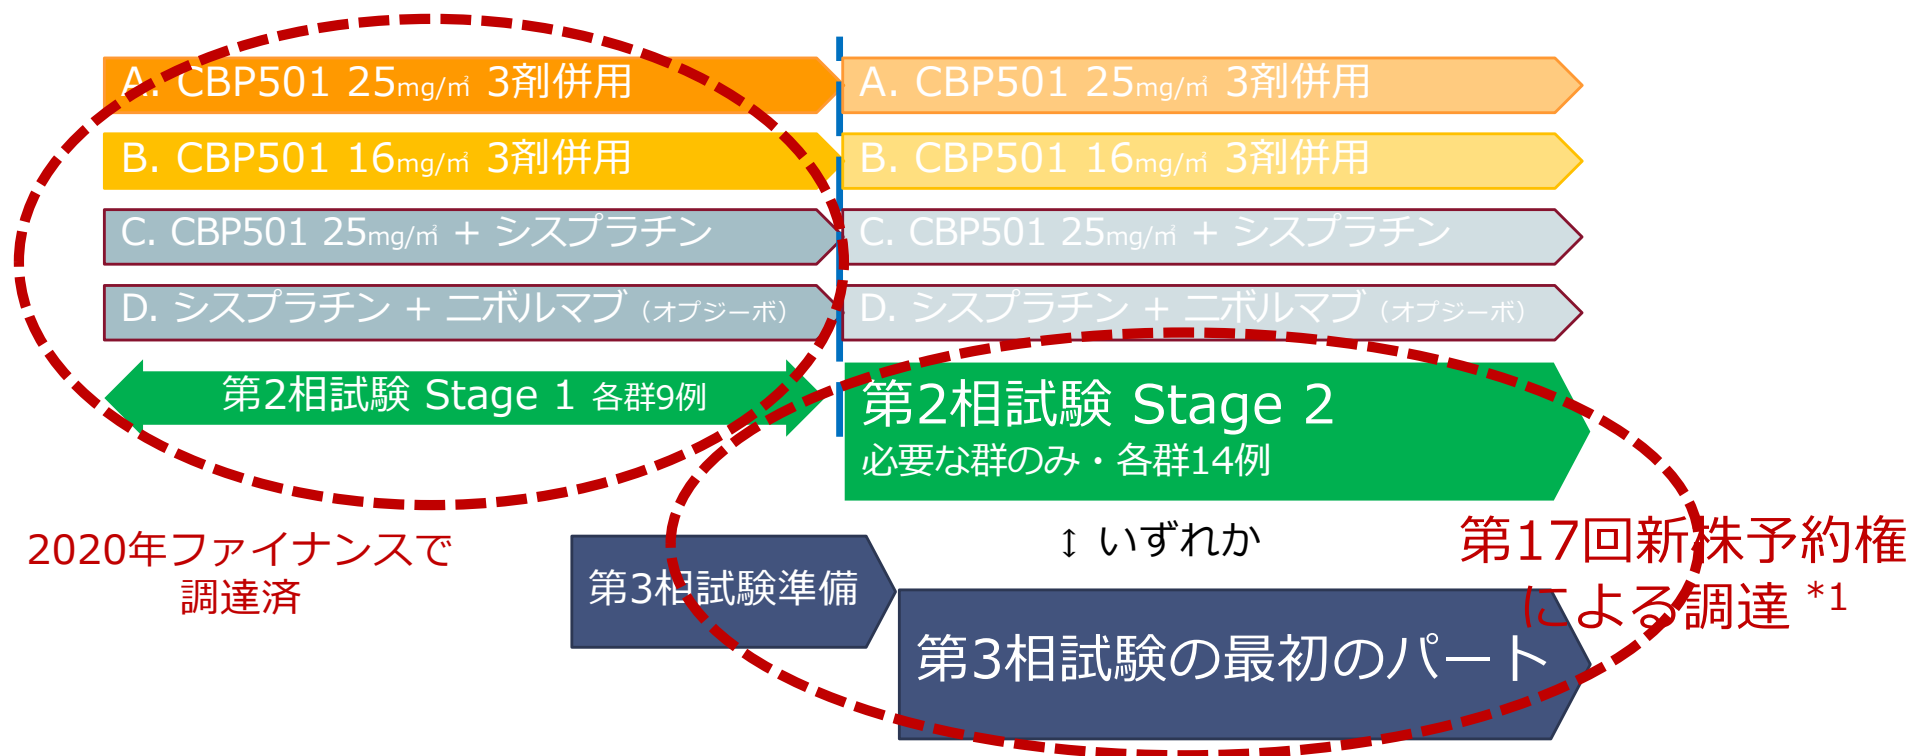 A. CBP501 25mg/㎡ 3剤併用
A. CBP501 25mg/㎡ 3剤併用
B. CBP501 16mg/㎡ 3剤併用
B. CBP501 16mg/㎡ 3剤併用
C. CBP501 25mg/㎡ + シスプラチン
C. CBP501 25mg/㎡ + シスプラチン
D. シスプラチン + ニボルマブ（オプジーボ）
D. シスプラチン + ニボルマブ（オプジーボ）
第2相試験 Stage 1 各群9例
第2相試験 Stage 2
必要な群のみ・各群14例
2020年ファイナンスで
調達済
↕ いずれか
第17回新株予約権
による調達 *1
第3相試験準備
第3相試験の最初のパート